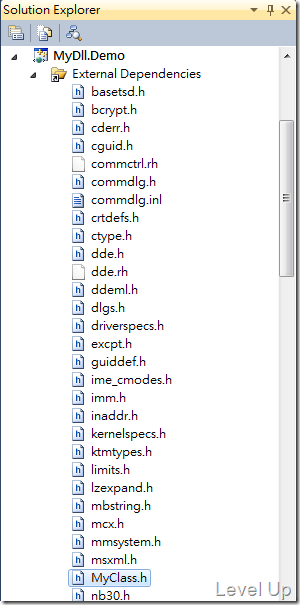 Solution Explorer
MyDll.Demo
External Dependencies
basetsd.h
bcrypt.h
cderr.h
cguid.h
commctrl.rh
commdlg.h
commdlg.inl
crtdefs.h
ctype.h
dde.h
dde.rh
ddeml.h
dlgs.h
driverspecs.h
excpt.h
guiddef.h
ime_cmodes.h
imm.h
inaddr.h
kernelspecs.h
ktmtypes.h
limits.h
lzexpand.h
mbstring.h
mcx.h
mmsystem.h
msxml.h
MyClass.h
nb30.h
Level Up